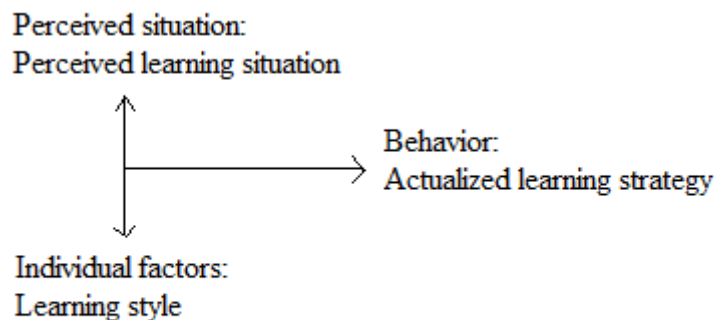 Perceived situation:
Perceived learning situation
Behavior:
Actualized learning strategy
Individual factors:
Learning style